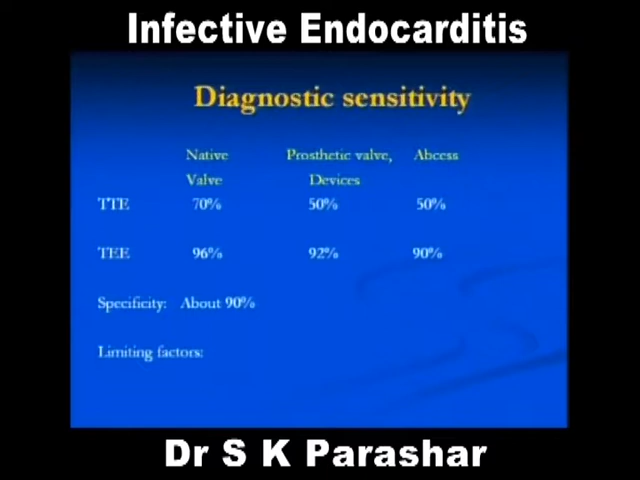 Infective Endocarditis
Diagnostic sensitivity
Native Prosthetic valve, Abcess
Valve Devices
TTE 70% 50% 50%
TEE 96% 92% 90%
Specificity: About 90%
Limiting factors:
Dr S K Parashar